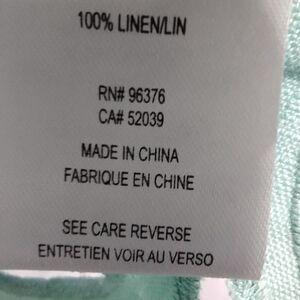 100% LINEN/LIN
RN# 96376
CA# 52039
MADE IN CHINA
FABRIQUE EN CHINE
SEE CARE REVERSE
ENTRETIEN VOIR AU VERSO